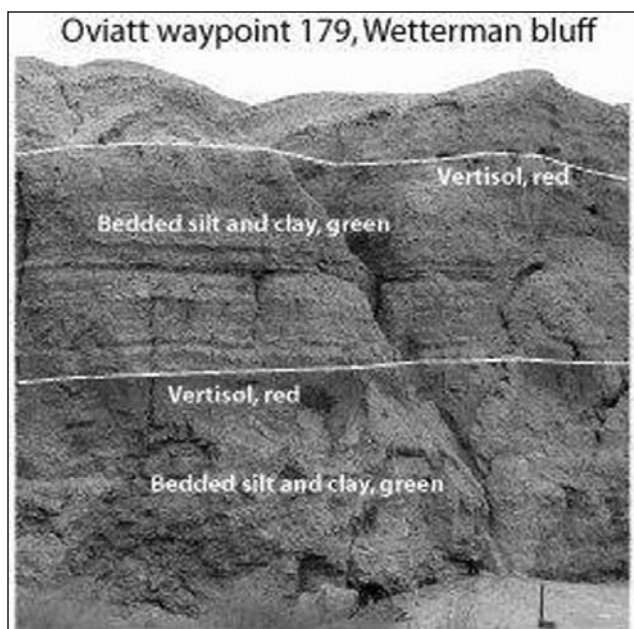 Oviatt waypoint 179, Wetterman bluff
Vertisol, red
Bedded silt and clay, green
Vertisol, red
Bedded silt and clay, green